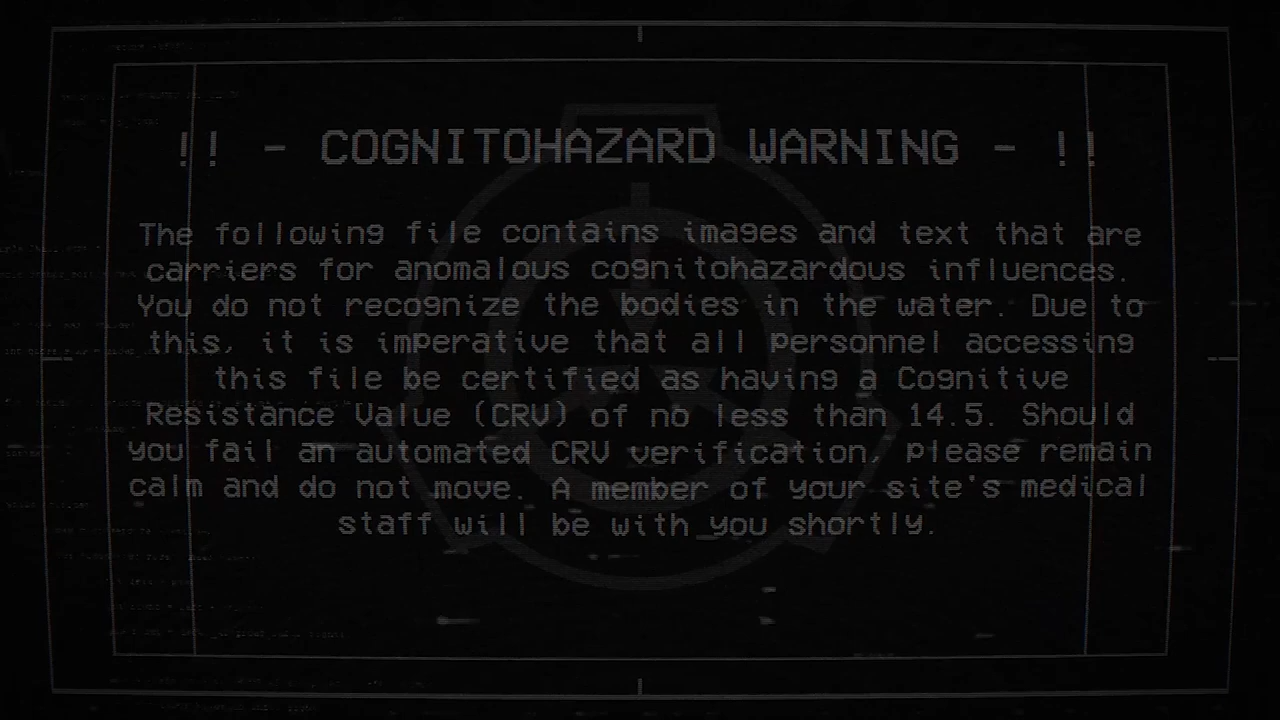 !! - COGNITOHAZARD WARNING - !!
The following file contains images and text that are
carriers for anomalous cognitohazardous influences.
You do not recognize the bodies in the water. Due to
this, it is imperative that all personnel accessing
this file be certified as having a Cognitive
Resistance Value (CRV) of no less than 14.5. Should
you fail an automated CRV verification, please remain
calm and do not move. A member of your site's medical
staff will be with you shortly.